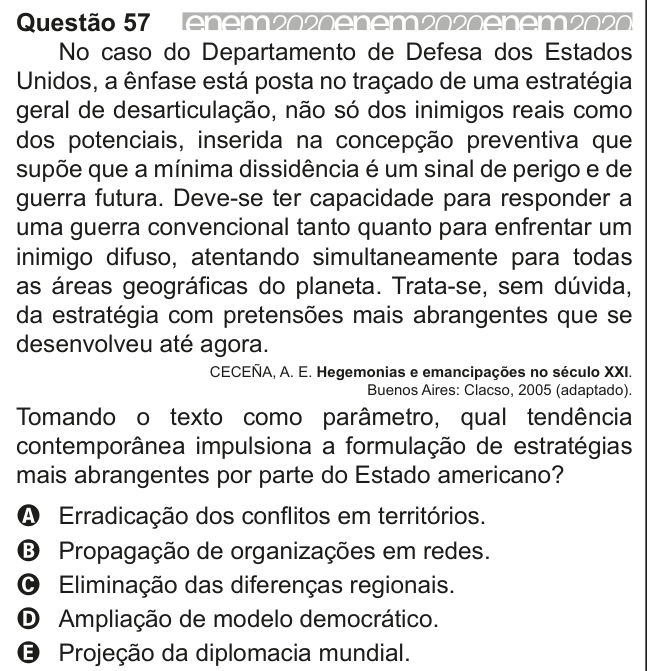 Questão 57 enem2020enem2020enem2020
No caso do Departamento de Defesa dos Estados
Unidos, a ênfase está posta no traçado de uma estratégia
geral de desarticulação, não só dos inimigos reais como
dos potenciais, inserida na concepção preventiva que
supõe que a mínima dissidência é um sinal de perigo e de
guerra futura. Deve-se ter capacidade para responder a
uma guerra convencional tanto quanto para enfrentar um
inimigo difuso, atentando simultaneamente para todas
as áreas geográficas do planeta. Trata-se, sem dúvida,
da estratégia com pretensões mais abrangentes que se
desenvolveu até agora.
CECEÑA, A. E. Hegemonias e emancipações no século XXI.
Buenos Aires: Clacso, 2005 (adaptado).
Tomando o texto como parâmetro, qual tendência
contemporânea impulsiona a formulação de estratégias
mais abrangentes por parte do Estado americano?
A Erradicação dos conflitos em territórios.
B Propagação de organizações em redes.
C Eliminação das diferenças regionais.
D Ampliação de modelo democrático.
E Projeção da diplomacia mundial.